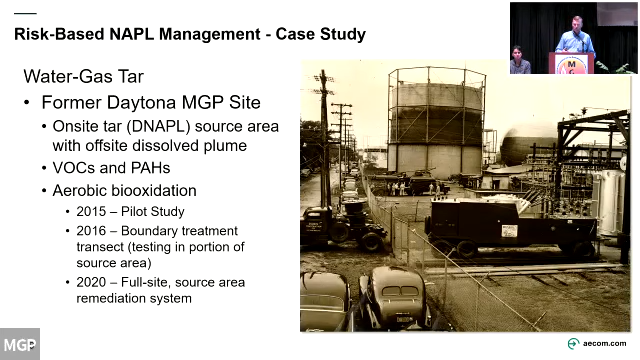 Risk-Based NAPL Management - Case Study
Water-Gas Tar
• Former Daytona MGP Site
• Onsite tar (DNAPL) source area
with offsite dissolved plume
• VOCs and PAHs
• Aerobic biooxidation
• 2015 – Pilot Study
• 2016 – Boundary treatment
transect (testing in portion of
source area)
• 2020 – Full-site, source area
remediation system
MGP
aecom.com